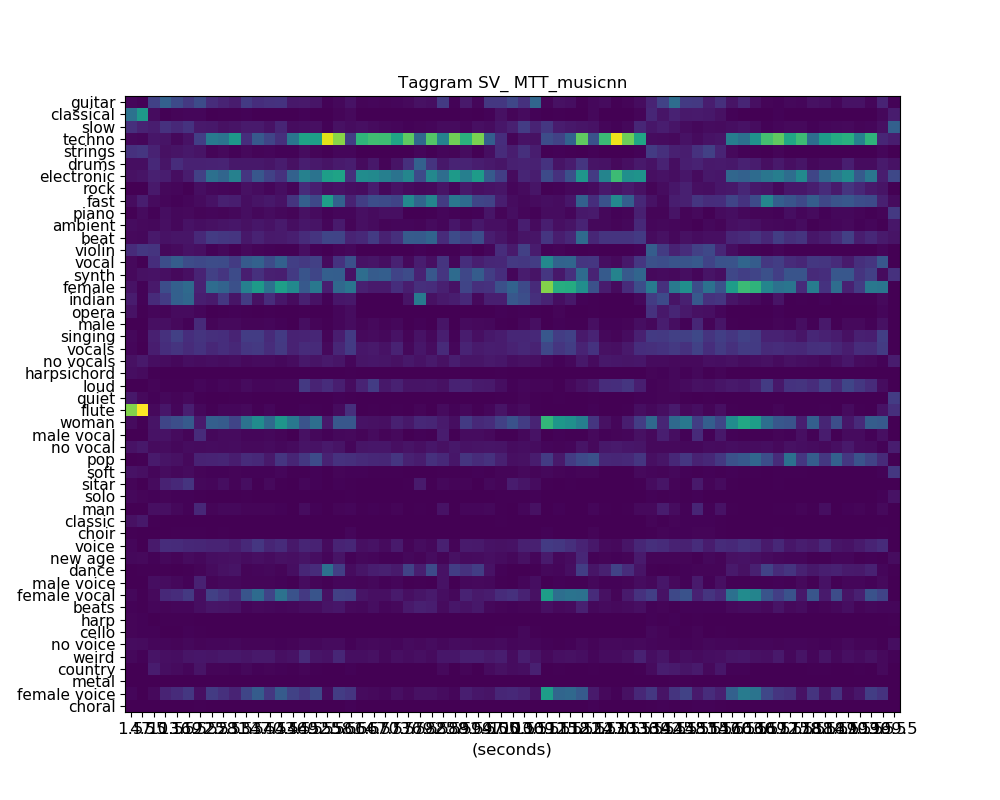 Taggram SV_ MTT_musicnn
guitar
classical
slow
techno
strings
drums
electronic
rock
fast
piano
ambient
beat
violin
vocal
synth
female
indian
opera
male
singing
vocals
no vocals
harpsichord
loud
quiet
flute
woman
male vocal
no vocal
pop
soft
sitar
solo
man
classic
choir
voice
new age
dance
male voice
female vocal
beats
harp
cello
no voice
weird
country
metal
female voice
choral
(seconds)